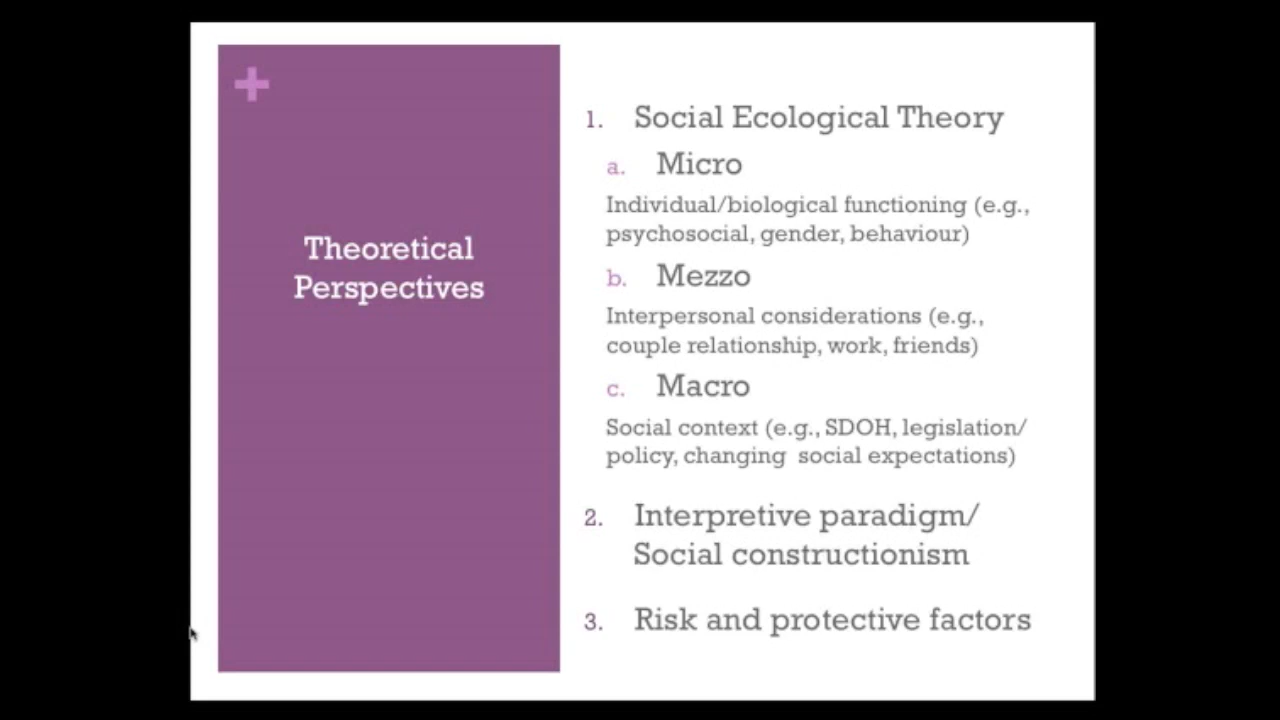 +
Theoretical
Perspectives
1. Social Ecological Theory
a. Micro
Individual/biological functioning (e.g.,
psychosocial, gender, behaviour)
b. Mezzo
Interpersonal considerations (e.g.,
couple relationship, work, friends)
c. Macro
Social context (e.g., SDOH, legislation/
policy, changing  social expectations)
2. Interpretive paradigm/
Social constructionism
3. Risk and protective factors